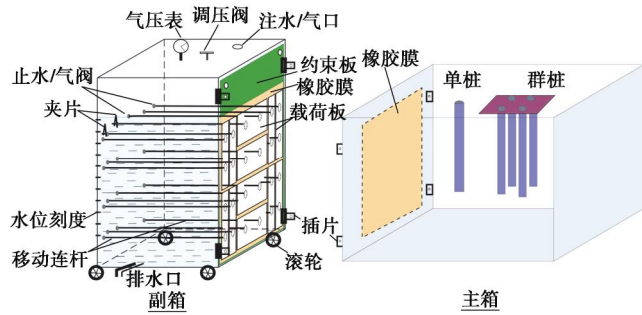 气压表
调压阀
注水/气口
止水/气阀
夹片
约束板
橡胶膜
载荷板
水位刻度
移动连杆
排水口
插片
滚轮
副箱
橡胶膜
单桩
群桩
主箱